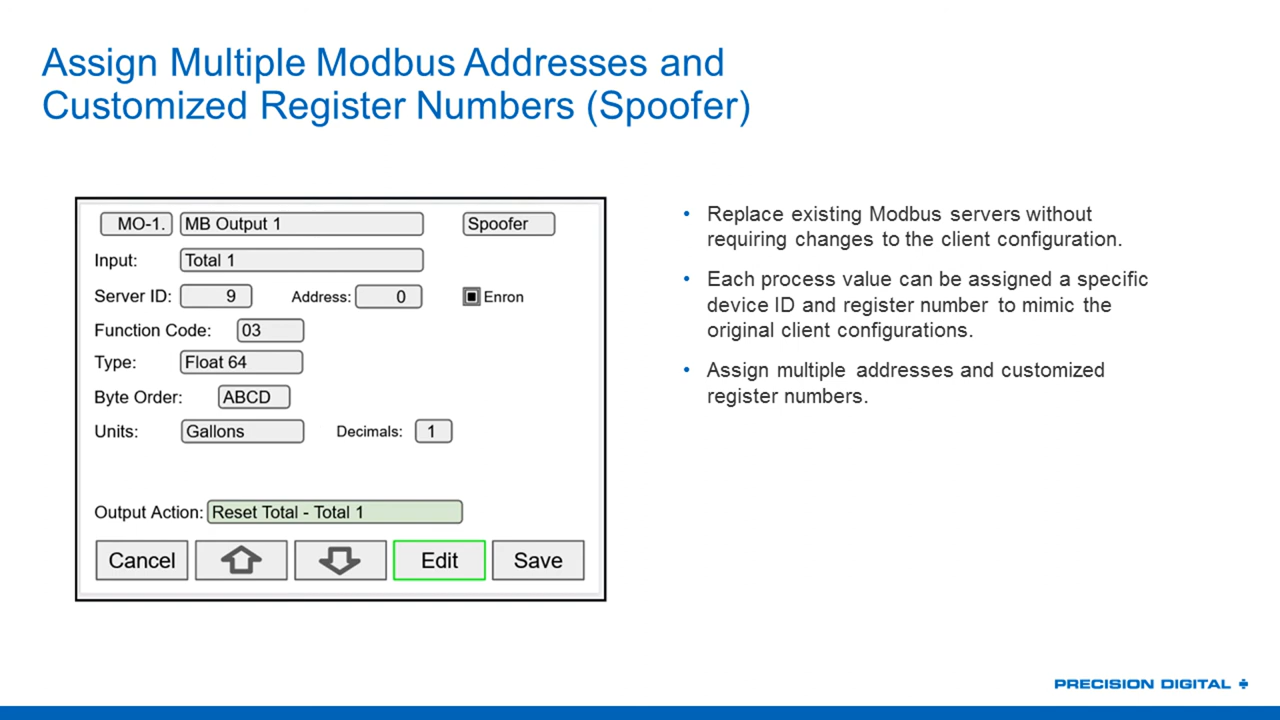 Assign Multiple Modbus Addresses and
Customized Register Numbers (Spoofer)
MO-1. MB Output 1 Spoofer
Input: Total 1
Server ID: 9 Address: 0 Enron
Function Code: 03
Type: Float 64
Byte Order: ABCD
Units: Gallons Decimals: 1
Output Action: Reset Total - Total 1
Cancel Edit Save
• Replace existing Modbus servers without
requiring changes to the client configuration.
• Each process value can be assigned a specific
device ID and register number to mimic the
original client configurations.
• Assign multiple addresses and customized
register numbers.
PRECISION DIGITAL